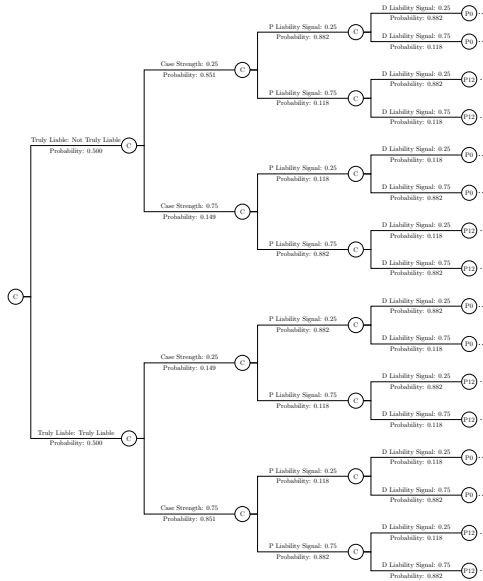 D Liability Signal: 0.25
P Liability Signal: 0.25
Probability: 0.882
P0
Probability: 0.882
C
D Liability Signal: 0.75
P0
Probability: 0.118
Case Strength: 0.25
C
Probability: 0.851
D Liability Signal: 0.25
P12
Probability: 0.882
P Liability Signal: 0.75
C
Probability: 0.118
D Liability Signal: 0.75
P12
Probability: 0.118
Truly Liable: Not Truly Liable
C
Probability: 0.500
D Liability Signal: 0.25
P0
Probability: 0.118
P Liability Signal: 0.25
C
Probability: 0.118
D Liability Signal: 0.75
P0
Probability: 0.882
Case Strength: 0.75
C
Probability: 0.149
D Liability Signal: 0.25
P12
Probability: 0.118
P Liability Signal: 0.75
C
Probability: 0.882
D Liability Signal: 0.75
P12
Probability: 0.882
C
D Liability Signal: 0.25
P0
Probability: 0.882
P Liability Signal: 0.25
C
Probability: 0.882
D Liability Signal: 0.75
P0
Probability: 0.118
Case Strength: 0.25
C
Probability: 0.149
D Liability Signal: 0.25
P12
Probability: 0.882
P Liability Signal: 0.75
C
Probability: 0.118
D Liability Signal: 0.75
P12
Probability: 0.118
Truly Liable: Truly Liable
C
Probability: 0.500
D Liability Signal: 0.25
P0
Probability: 0.118
P Liability Signal: 0.25
C
Probability: 0.118
D Liability Signal: 0.75
P0
Probability: 0.882
Case Strength: 0.75
C
Probability: 0.851
D Liability Signal: 0.25
P12
Probability: 0.118
P Liability Signal: 0.75
C
Probability: 0.882
D Liability Signal: 0.75
P12
Probability: 0.882